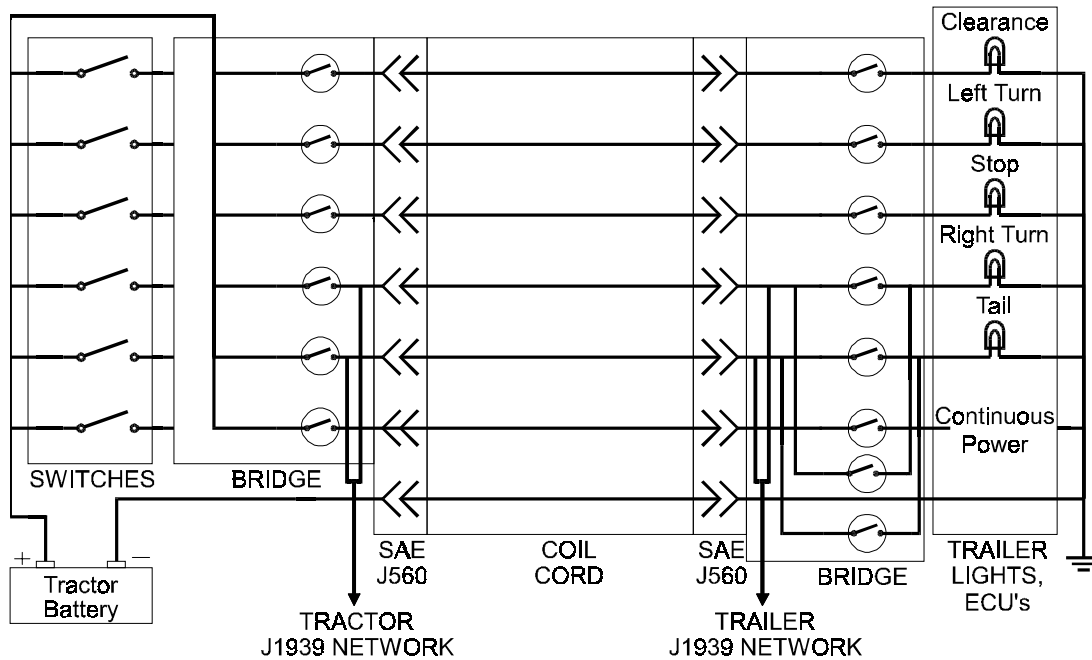 Clearance
Left Turn
Stop
Right Turn
Tail
Continuous
Power
SWITCHES
BRIDGE
+
–
Tractor
Battery
SAE
J560
COIL
CORD
SAE
J560
BRIDGE
TRAILER
LIGHTS,
ECU's
TRACTOR
J1939 NETWORK
TRAILER
J1939 NETWORK